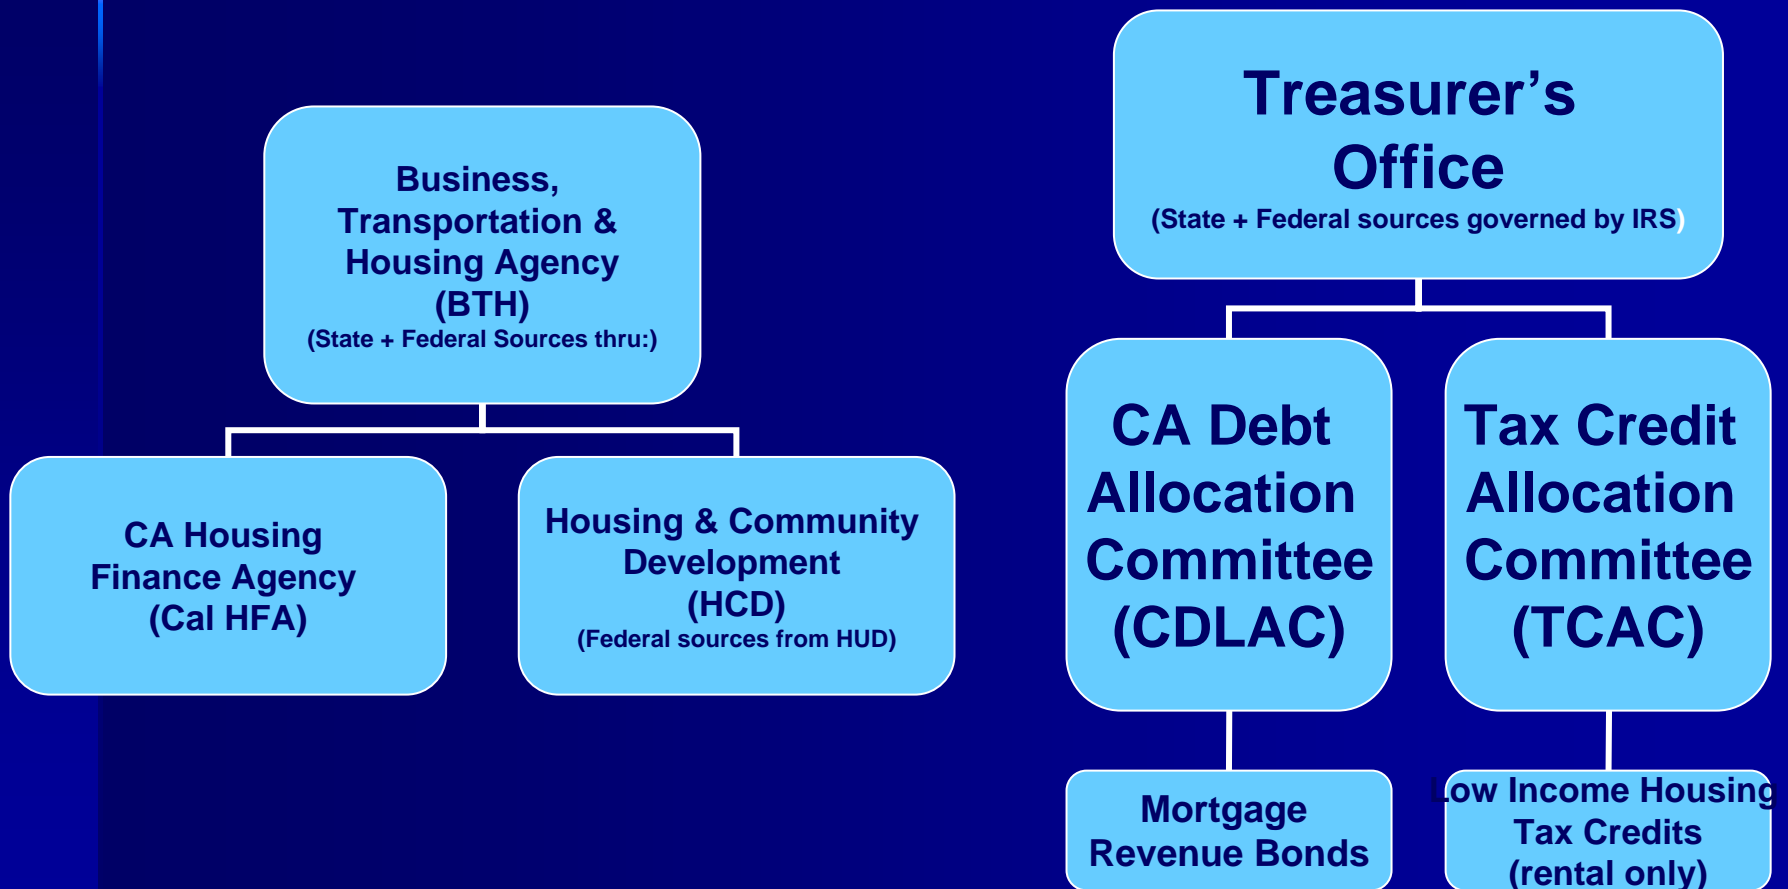 Treasurer’s
Office
(State + Federal sources governed by IRS)
Business,
Transportation &
Housing Agency
(BTH)
(State + Federal Sources thru:)
CA Housing
Finance Agency
(Cal HFA)
Housing & Community
Development
(HCD)
(Federal sources from HUD)
CA Debt
Allocation
Committee
(CDLAC)
Tax Credit
Allocation
Committee
(TCAC)
Mortgage
Revenue Bonds
Low Income Housing
Tax Credits
(rental only)